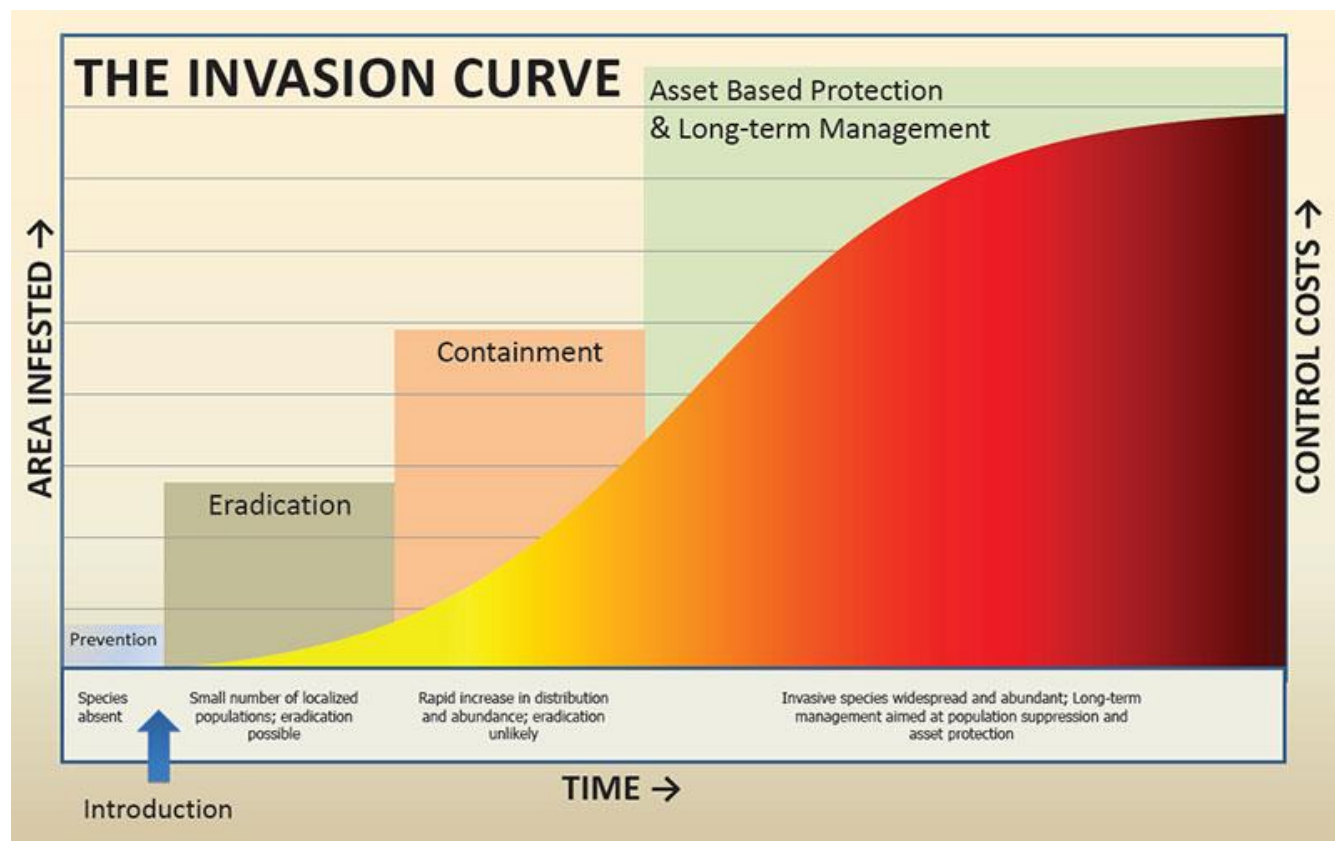 THE INVASION CURVE
Asset Based Protection
& Long-term Management
Containment
Eradication
Prevention
AREA INFESTED →
CONTROL COSTS →
Species
absent
Small number of localized
populations; eradication
possible
Rapid increase in distribution
and abundance; eradication
unlikely
Invasive species widespread and abundant; Long-term
management aimed at population suppression and
asset protection
TIME →
Introduction